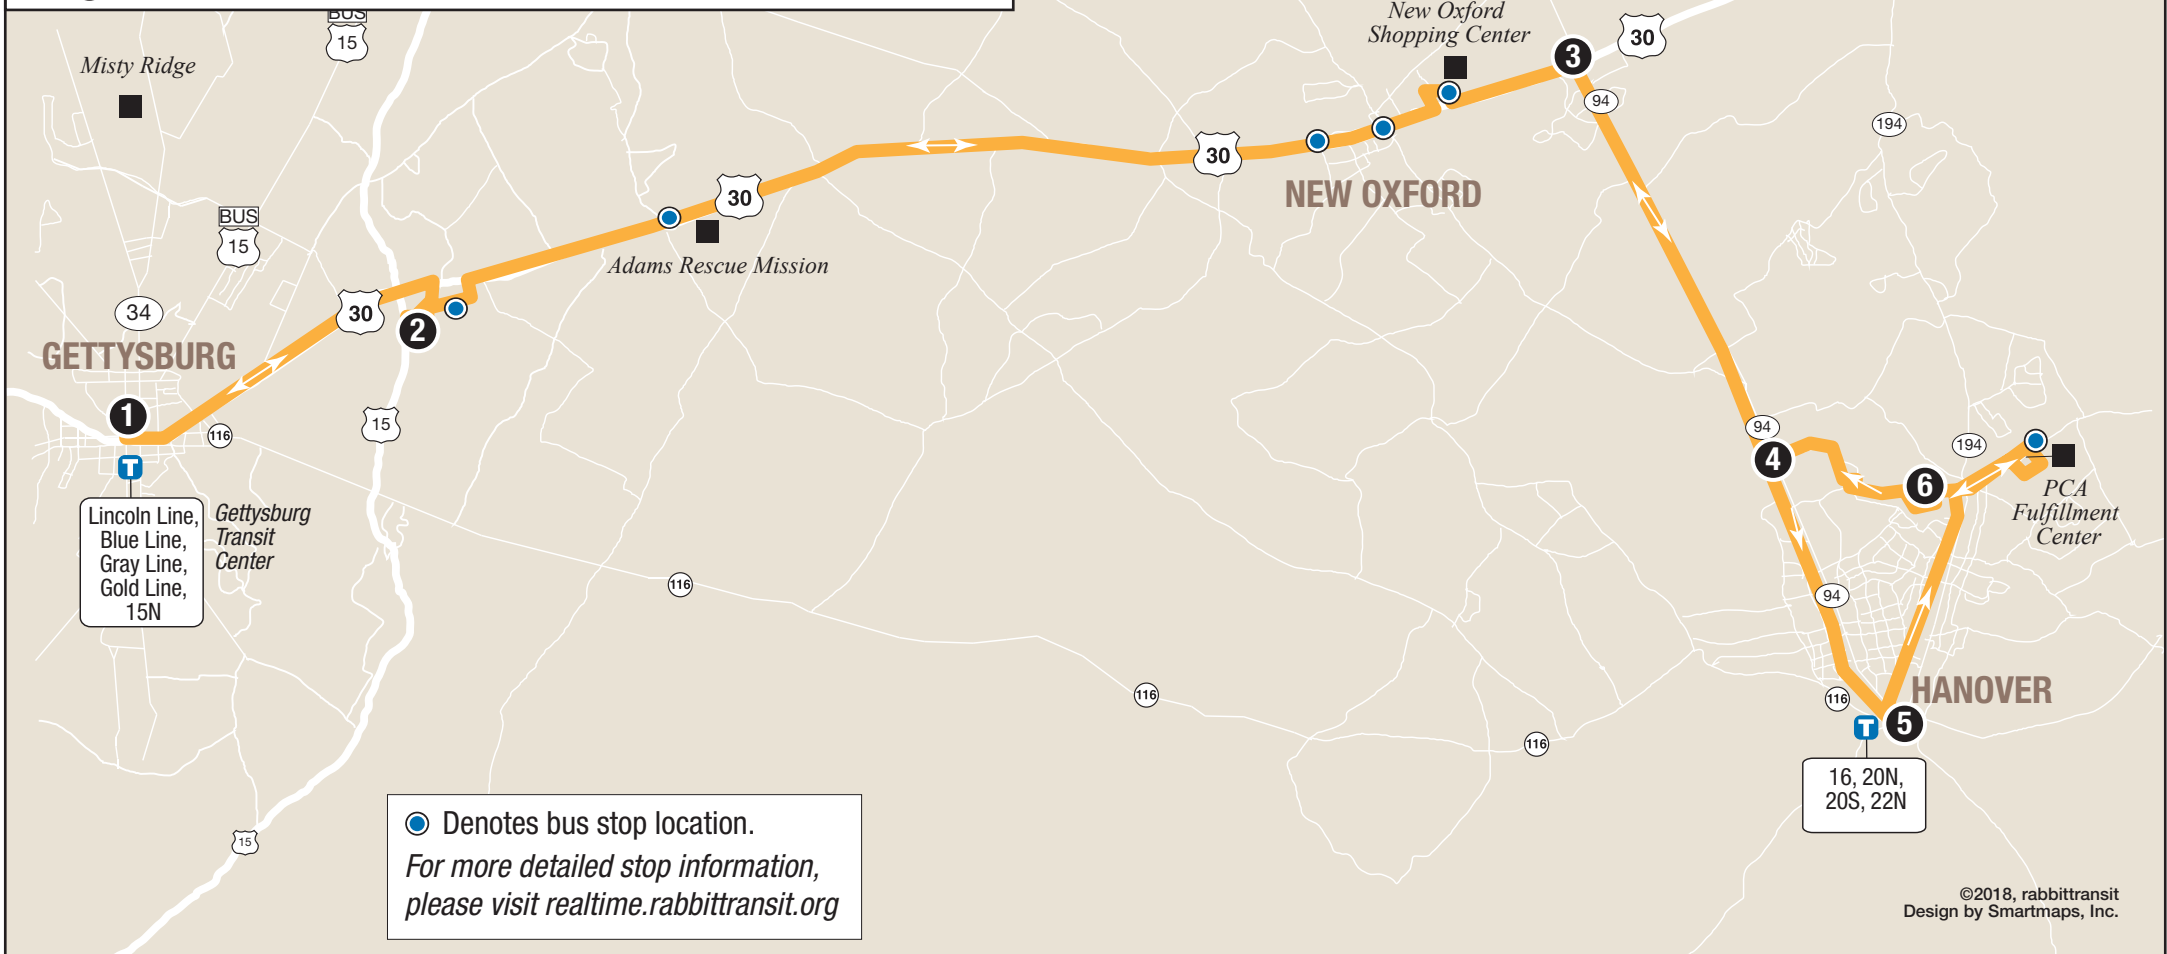 BUS
15
Misty Ridge
New Oxford
Shopping Center
3
30
94
194
30
NEW OXFORD
30
Adams Rescue Mission
BUS
15
34
30
2
GETTYSBURG
1
116
15
T
Lincoln Line,
Blue Line,
Gray Line,
Gold Line,
15N
Gettysburg
Transit
Center
94
4
194
6
PCA
Fulfillment
Center
116
94
116
116
116
HANOVER
5
T
16, 20N,
20S, 22N
15
Denotes bus stop location.
For more detailed stop information,
please visit realtime.rabbittransit.org
©2018, rabbittransit
Design by Smartmaps, Inc.